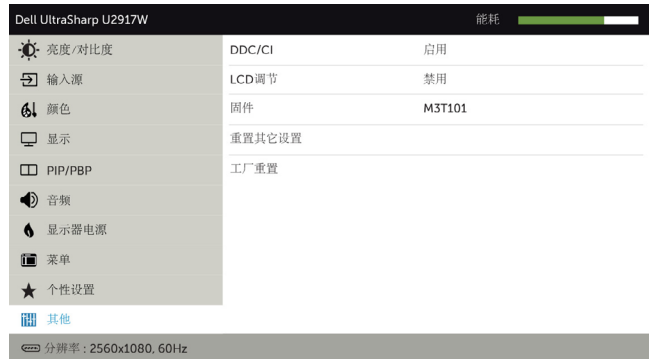 Dell UltraSharp U2917W 能耗
亮度/对比度
输入源
颜色
显示
PIP/PBP
音频
显示器电源
菜单
个性设置
其他
DDC/CI 启用
LCD调节 禁用
固件 M3T101
重置其它设置
工厂重置
分辨率 : 2560x1080, 60Hz